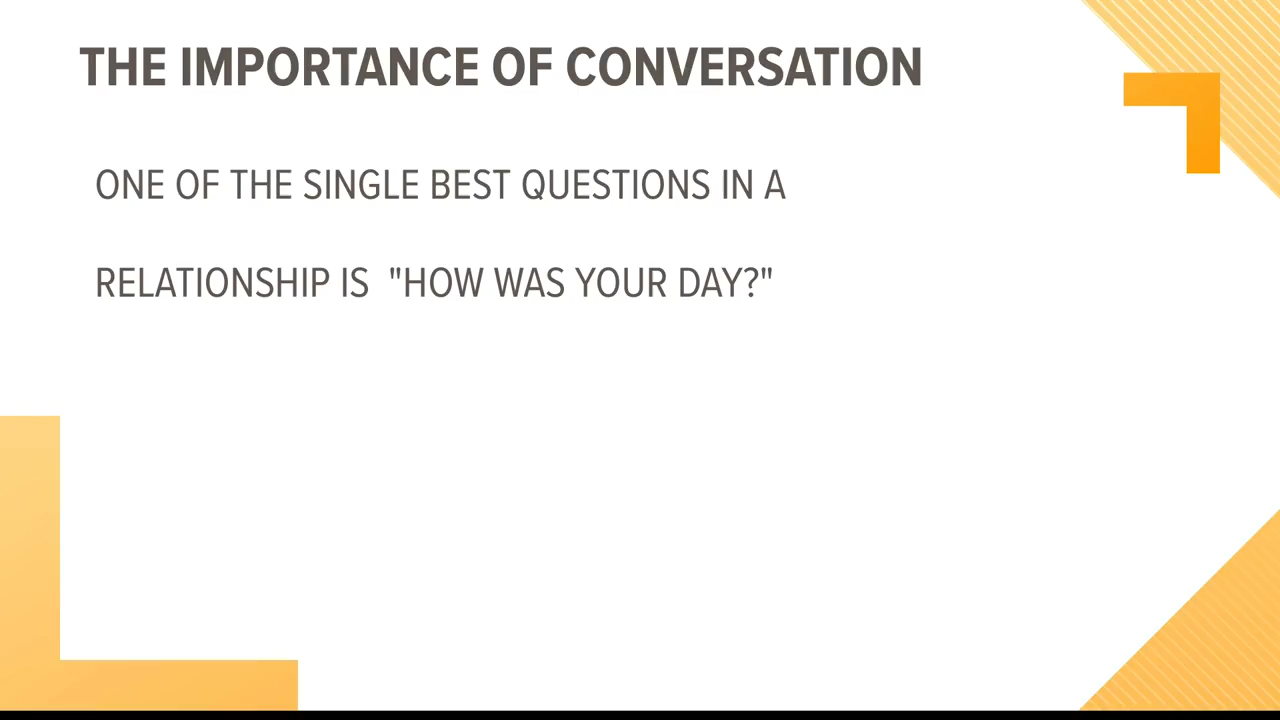 THE IMPORTANCE OF CONVERSATION
ONE OF THE SINGLE BEST QUESTIONS IN A
RELATIONSHIP IS  "HOW WAS YOUR DAY?"